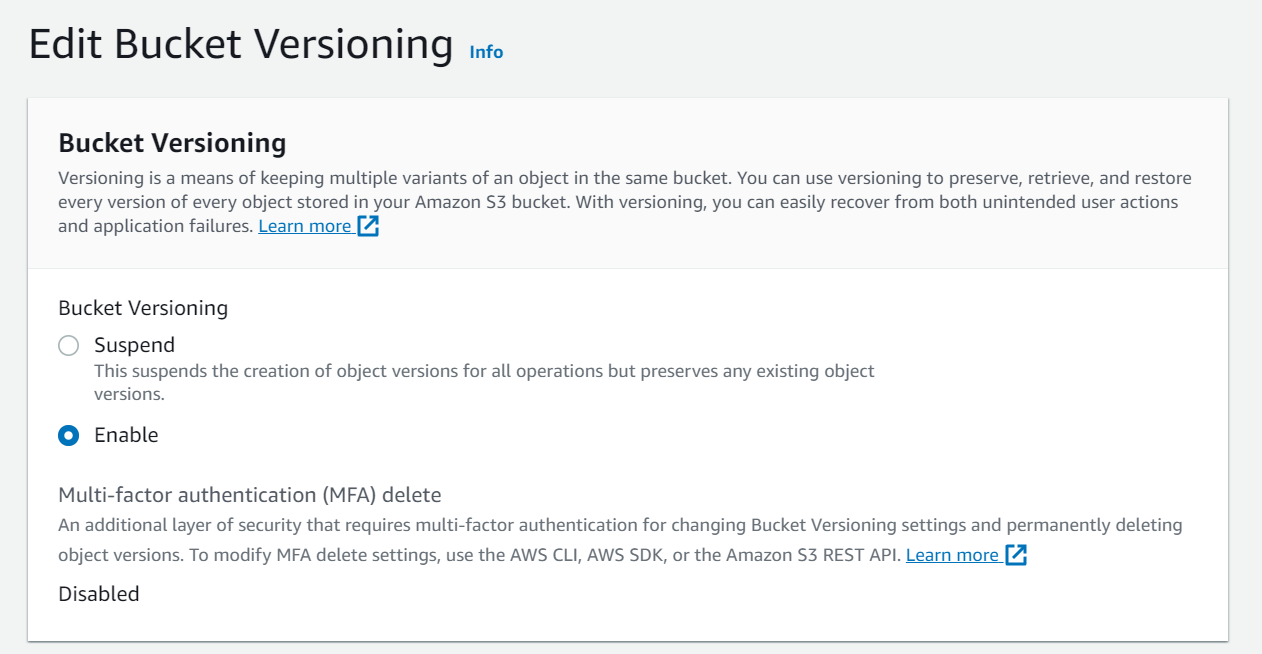 Edit Bucket Versioning Info
Bucket Versioning
Versioning is a means of keeping multiple variants of an object in the same bucket. You can use versioning to preserve, retrieve, and restore
every version of every object stored in your Amazon S3 bucket. With versioning, you can easily recover from both unintended user actions
and application failures. Learn more
Bucket Versioning
Suspend
This suspends the creation of object versions for all operations but preserves any existing object
versions.
Enable
Multi-factor authentication (MFA) delete
An additional layer of security that requires multi-factor authentication for changing Bucket Versioning settings and permanently deleting
object versions. To modify MFA delete settings, use the AWS CLI, AWS SDK, or the Amazon S3 REST API. Learn more
Disabled